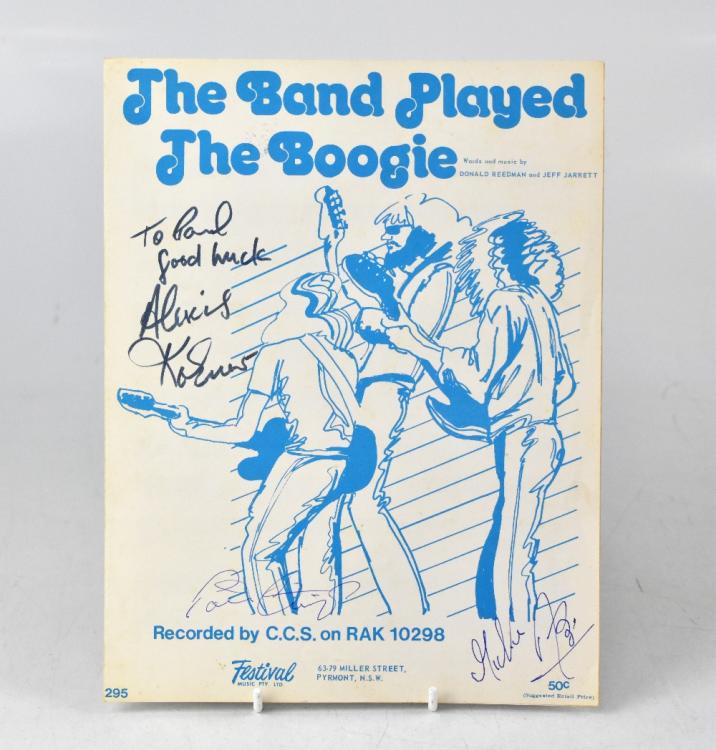 The Band Played
The Boogie
Words and music by
DONALD REEDMAN and JEFF JARRETT
To Paul
good luck
Alexis
Korner
Recorded by C.C.S. on RAK 10298
Festival
MUSIC PTY. LTD
63-79 MILLER STREET,
PYRMONT, N.S.W.
295
50c
(Suggested Retail Price)